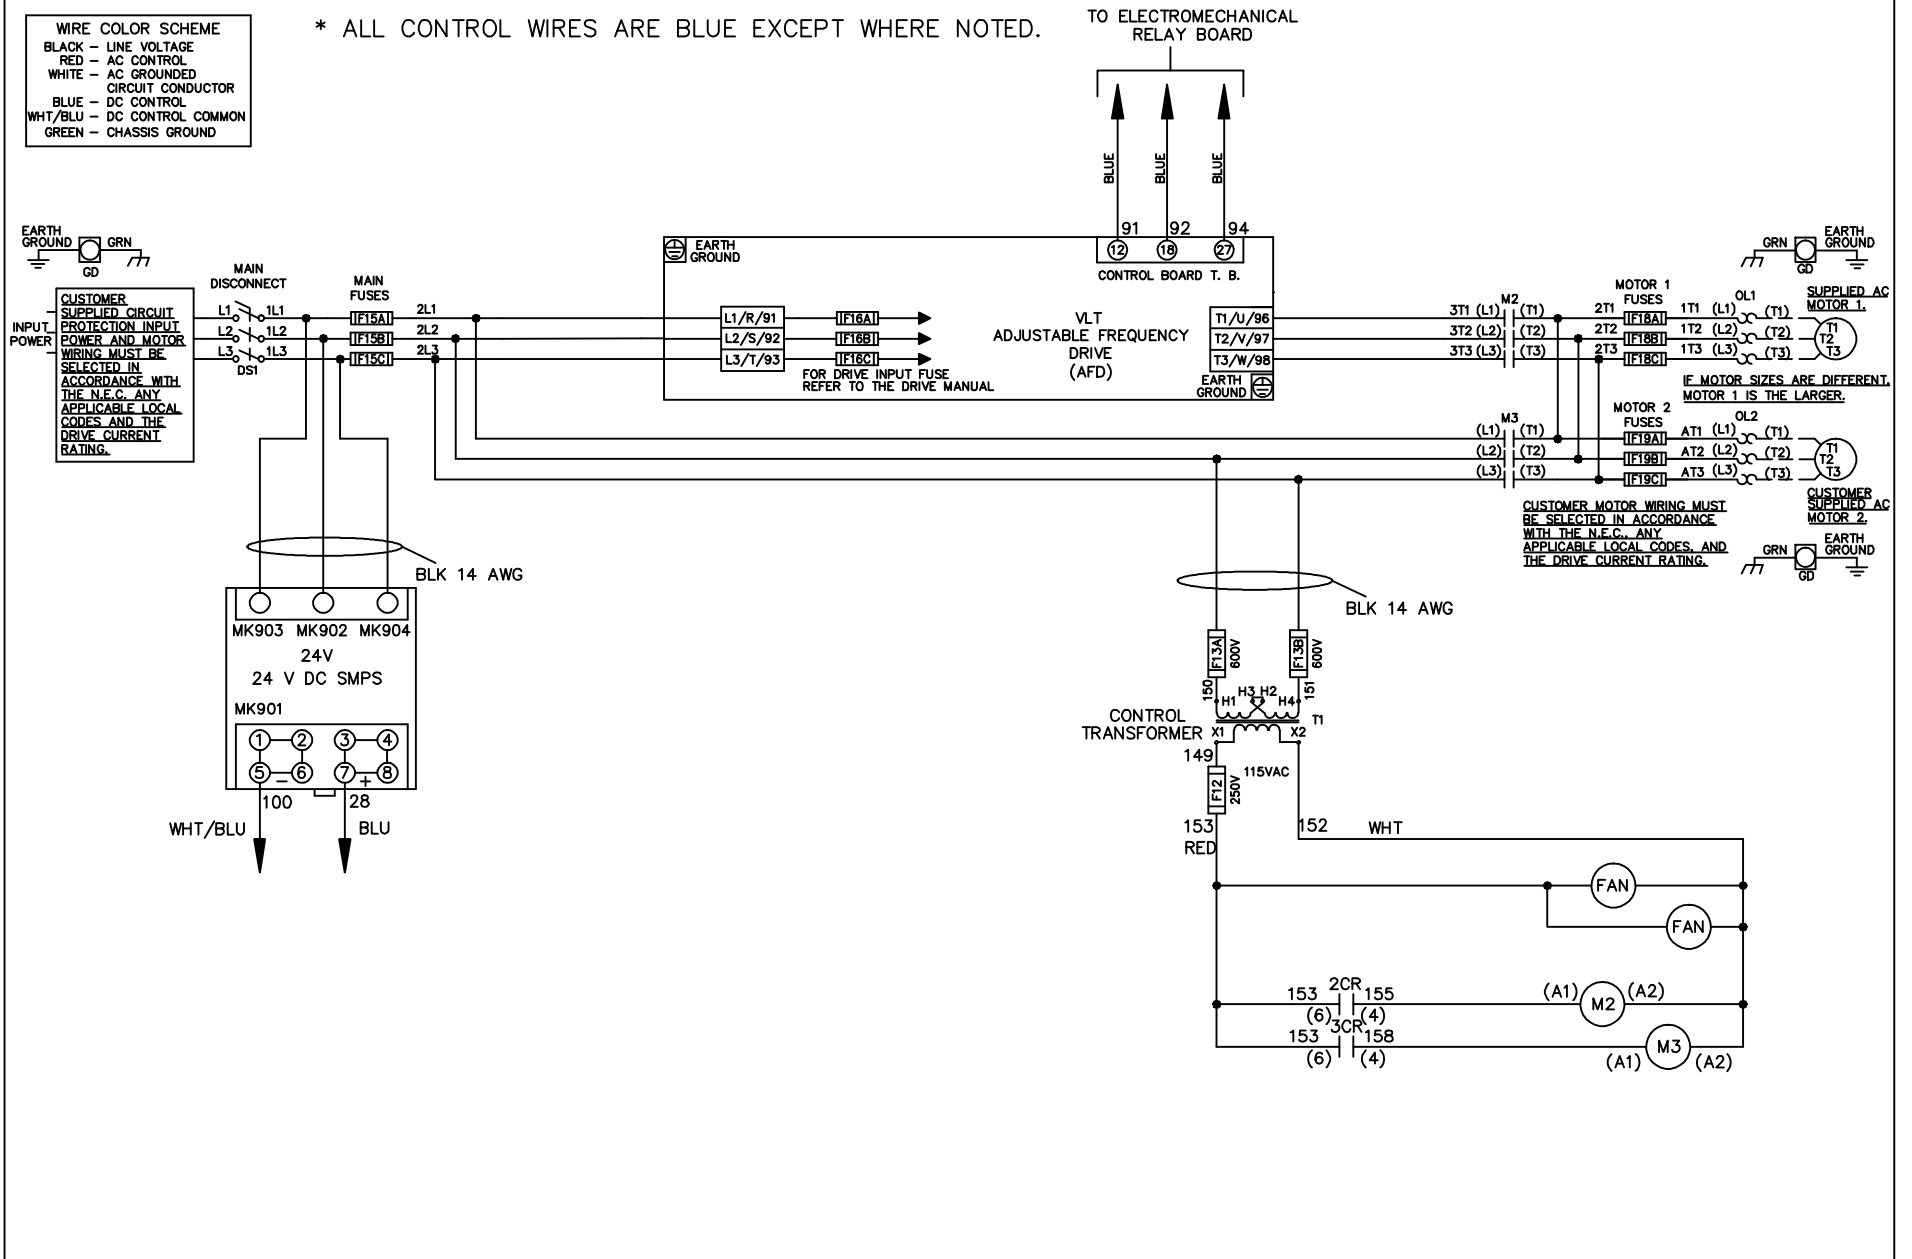 WIRE COLOR SCHEME
BLACK – LINE VOLTAGE
RED – AC CONTROL
WHITE – AC GROUNDED
CIRCUIT CONDUCTOR
BLUE – DC CONTROL
WHT/BLU – DC CONTROL COMMON
GREEN – CHASSIS GROUND
* ALL CONTROL WIRES ARE BLUE EXCEPT WHERE NOTED.
TO ELECTROMECHANICAL
RELAY BOARD
BLUE
BLUE
BLUE
91 92 94
12 18 27
CONTROL BOARD T. B.
EARTH
GROUND
GRN
GD
MAIN
DISCONNECT
MAIN
FUSES
INPUT
POWER
CUSTOMER
SUPPLIED CIRCUIT
PROTECTION INPUT
POWER AND MOTOR
WIRING MUST BE
SELECTED IN
ACCORDANCE WITH
THE N.E.C. ANY
APPLICABLE LOCAL
CODES AND THE
DRIVE CURRENT
RATING.
L1 1L1 F15A 2L1
L2 1L2 F15B 2L2
L3 1L3 F15C 2L3
DS1
EARTH
GROUND
L1/R/91 F16A
L2/S/92 F16B
L3/T/93 F16C
FOR DRIVE INPUT FUSE
REFER TO THE DRIVE MANUAL
VLT
ADJUSTABLE FREQUENCY
DRIVE
(AFD)
T1/U/96
T2/V/97
T3/W/98
EARTH
GROUND
M2
3T1 (L1) (T1) 2T1
3T2 (L2) (T2) 2T2
3T3 (L3) (T3) 2T3
MOTOR 1
FUSES
F18A 1T1 (L1) (T1)
F18B 1T2 (L2) (T2)
F18C 1T3 (L3) (T3)
OL1
GRN
GD
EARTH
GROUND
SUPPLIED AC
MOTOR 1.
T1
T2
T3
IF MOTOR SIZES ARE DIFFERENT,
MOTOR 1 IS THE LARGER.
M3
(L1) (T1)
(L2) (T2)
(L3) (T3)
MOTOR 2
FUSES
F19A AT1 (L1) (T1)
F19B AT2 (L2) (T2)
F19C AT3 (L3) (T3)
OL2
T1
T2
T3
CUSTOMER
SUPPLIED AC
MOTOR 2.
CUSTOMER MOTOR WIRING MUST
BE SELECTED IN ACCORDANCE
WITH THE N.E.C., ANY
APPLICABLE LOCAL CODES, AND
THE DRIVE CURRENT RATING.
GRN
GD
EARTH
GROUND
BLK 14 AWG
MK903 MK902 MK904
24V
24 V DC SMPS
MK901
1 2 3 4
5 – 6 7 + 8
100 28
WHT/BLU BLU
BLK 14 AWG
F13A 600V
F13B 600V
150 151
H1 H3 H2 H4
T1
CONTROL
TRANSFORMER
X1 X2
149
115VAC
F12 250V
153
RED
152 WHT
FAN
FAN
2CR
153 155
(6) (4)
(A1) M2 (A2)
3CR
153 158
(6) (4)
(A1) M3 (A2)